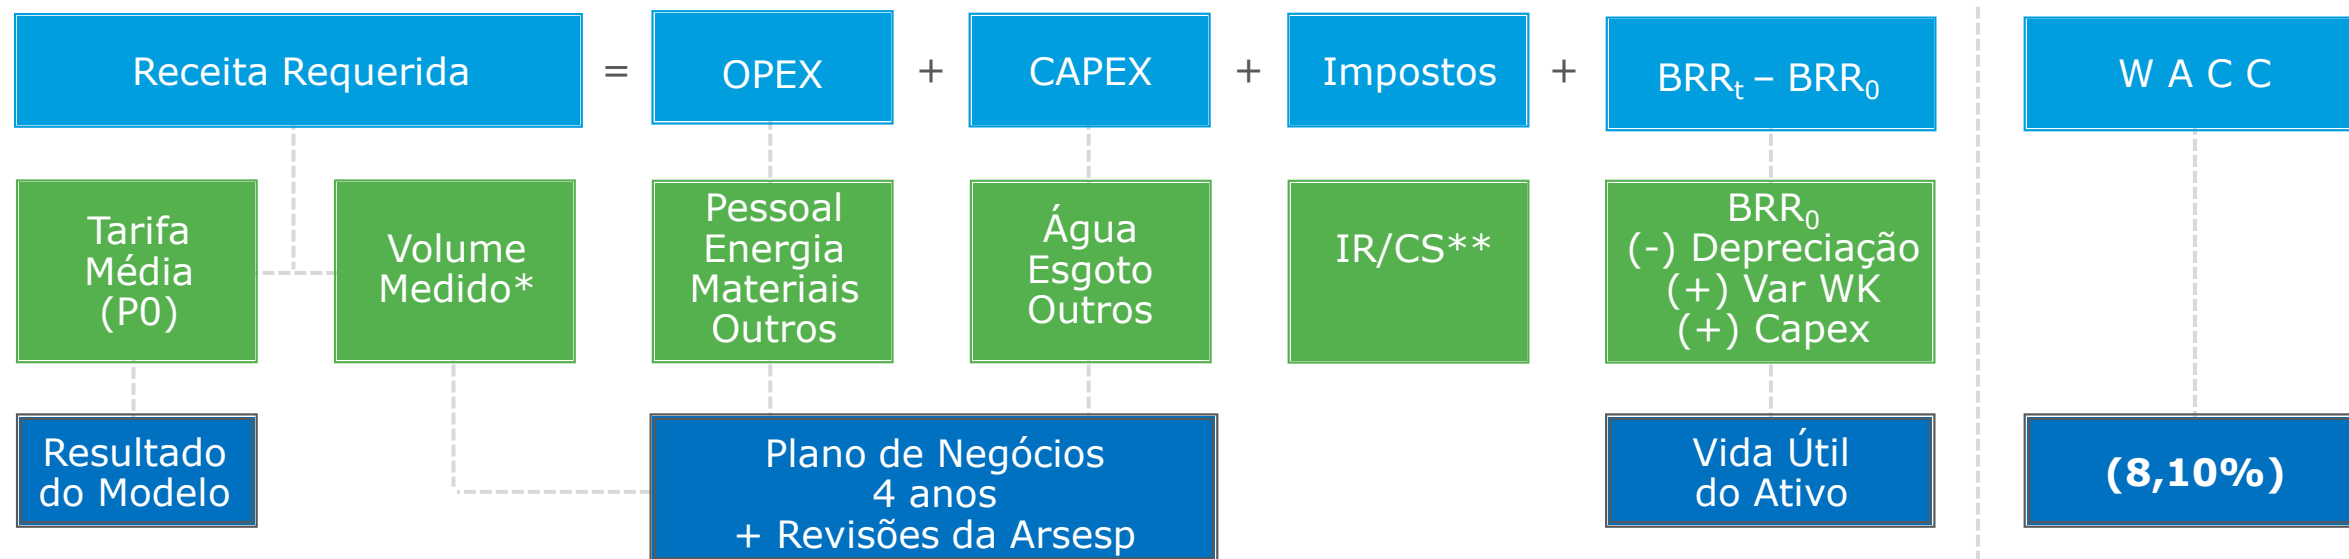 Receita Requerida
=
OPEX
+
CAPEX
+
Impostos
+
BRRt – BRR0
W A C C
Tarifa
Média
(P0)
Volume
Medido*
Pessoal
Energia
Materiais
Outros
Água
Esgoto
Outros
IR/CS**
BRR0
(-) Depreciação
(+) Var WK
(+) Capex
Resultado
do Modelo
Plano de Negócios
4 anos
+ Revisões da Arsesp
Vida Útil
do Ativo
(8,10%)